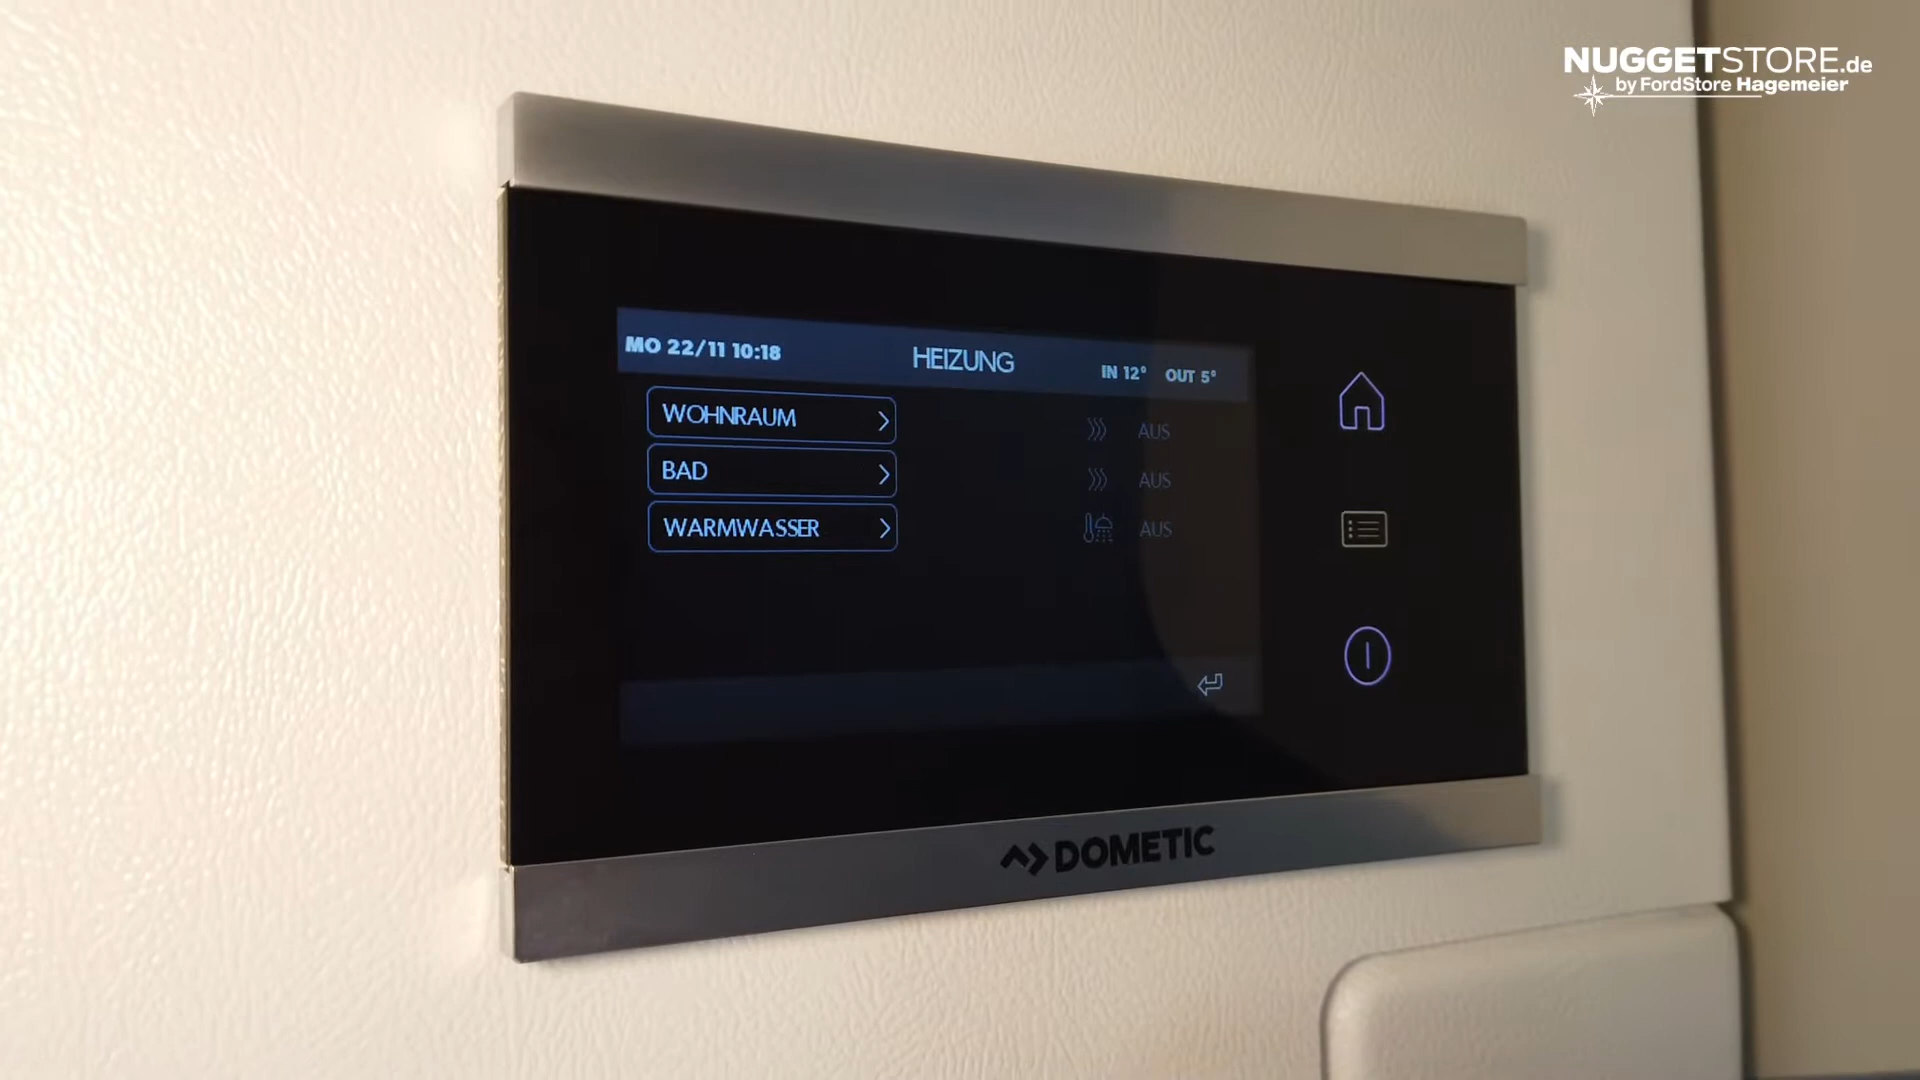 NUGGETSTORE.de
by FordStore Hagemeier
MO 22/11 10:18 HEIZUNG IN 12° OUT 5°
WOHNRAUM AUS
BAD AUS
WARMWASSER AUS
DOMETIC